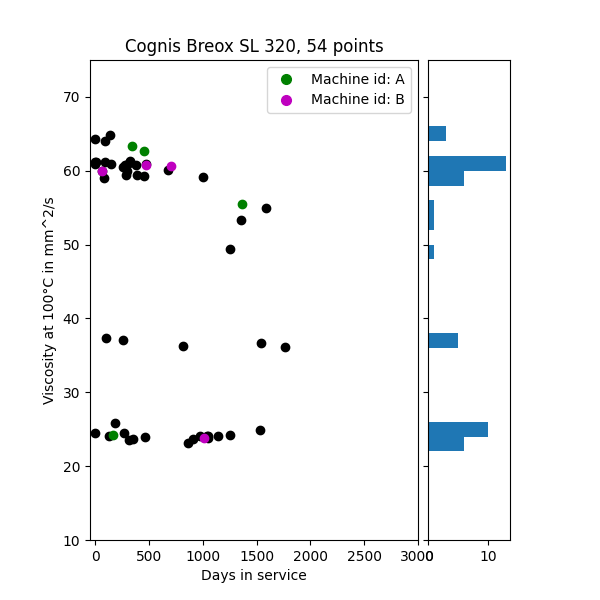 Cognis Breox SL 320, 54 points
Machine id: A
Machine id: B
Viscosity at 100°C in mm^2/s
70
60
50
40
30
20
10
0 500 1000 1500 2000 2500 3000
0 10
Days in service